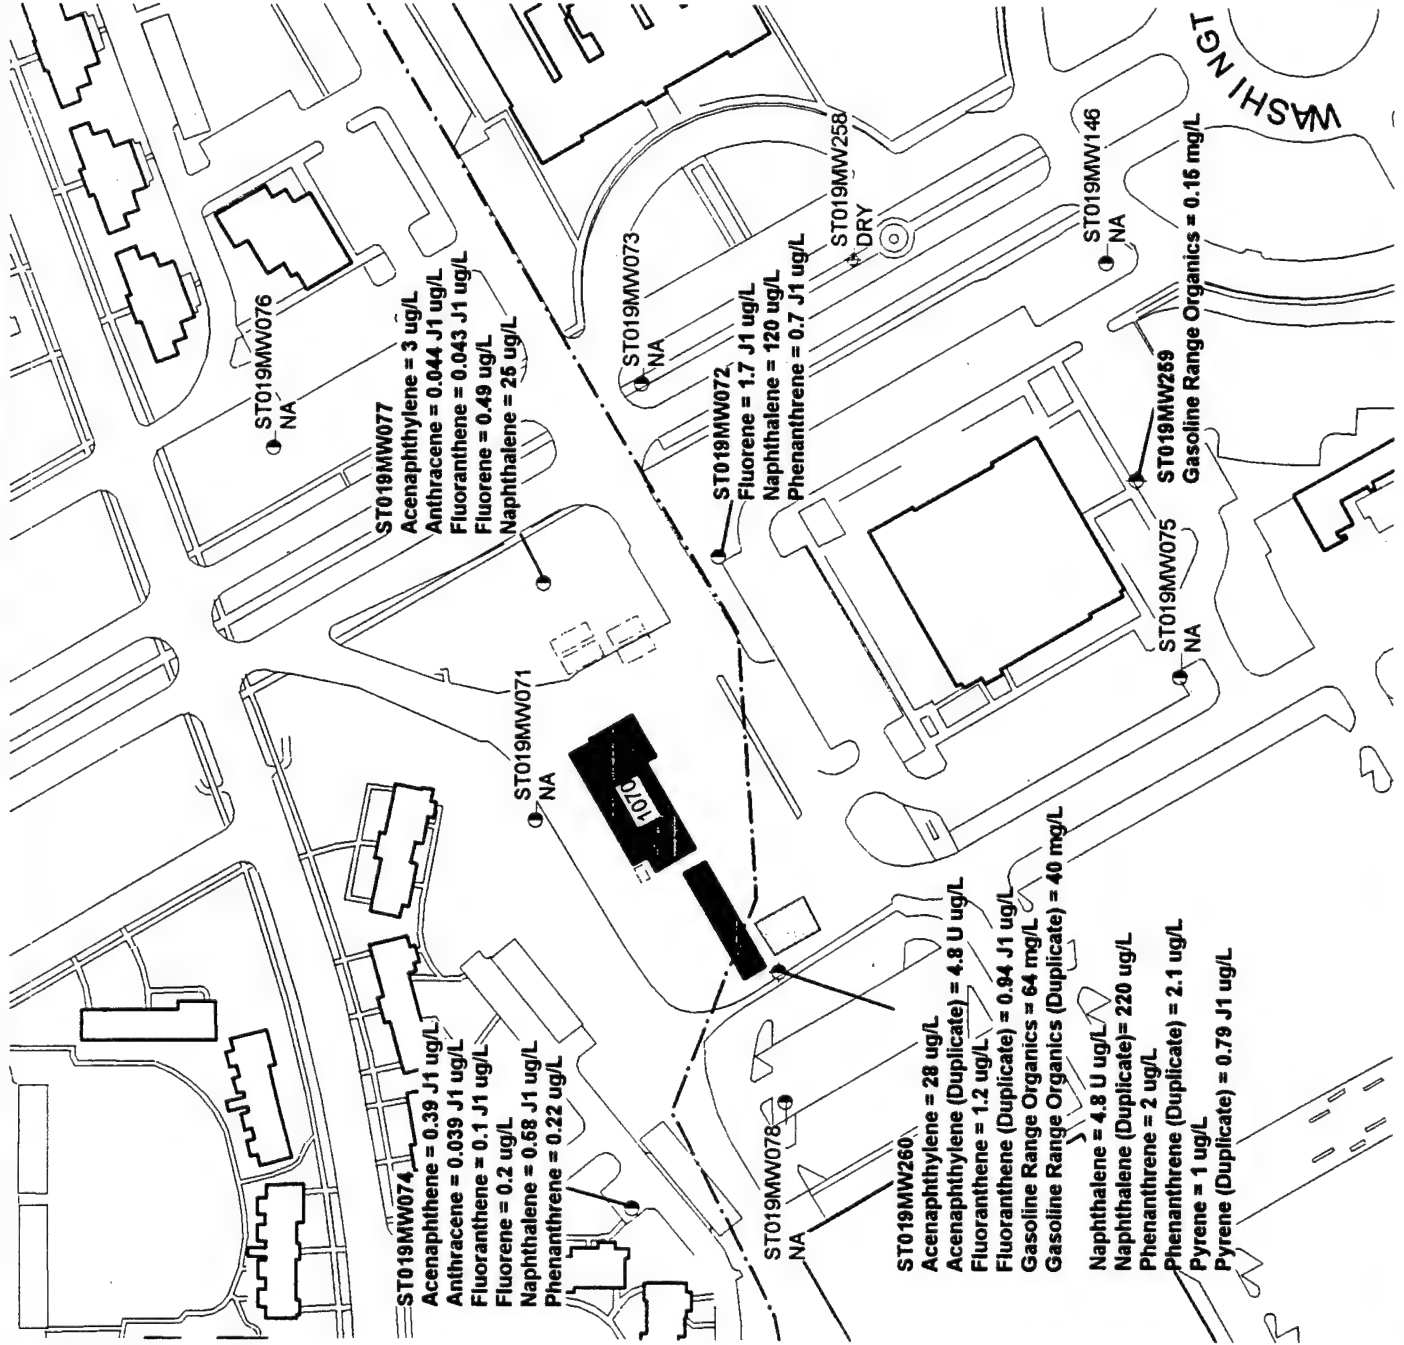 ST019MW076
NA
ST019MW077
Acenaphthylene = 3 ug/L
Anthracene = 0.044 J1 ug/L
Fluoranthene = 0.043 J1 ug/L
Fluorene = 0.49 ug/L
Naphthalene = 25 ug/L
ST019MW073
NA
ST019MW258
DRY
ST019MW146
NA
WASHINGT
ST019MW072
Fluorene = 1.7 J1 ug/L
Naphthalene = 120 ug/L
Phenanthrene = 0.7 J1 ug/L
ST019MW259
Gasoline Range Organics = 0.15 mg/L
ST019MW071
NA
1070
ST019MW075
NA
ST019MW074
Acenaphthene = 0.39 J1 ug/L
Anthracene = 0.039 J1 ug/L
Fluoranthene = 0.1 J1 ug/L
Fluorene = 0.2 ug/L
Naphthalene = 0.58 J1 ug/L
Phenanthrene = 0.22 ug/L
ST019MW078
NA
ST019MW260
Acenaphthylene = 28 ug/L
Acenaphthylene (Duplicate) = 4.8 U ug/L
Fluoranthene = 1.2 ug/L
Fluoranthene (Duplicate) = 0.94 J1 ug/L
Gasoline Range Organics = 64 mg/L
Gasoline Range Organics (Duplicate) = 40 mg/L
Naphthalene = 4.8 U ug/L
Naphthalene (Duplicate)= 220 ug/L
Phenanthrene = 2 ug/L
Phenanthrene (Duplicate) = 2.1 ug/L
Pyrene = 1 ug/L
Pyrene (Duplicate) = 0.79 J1 ug/L